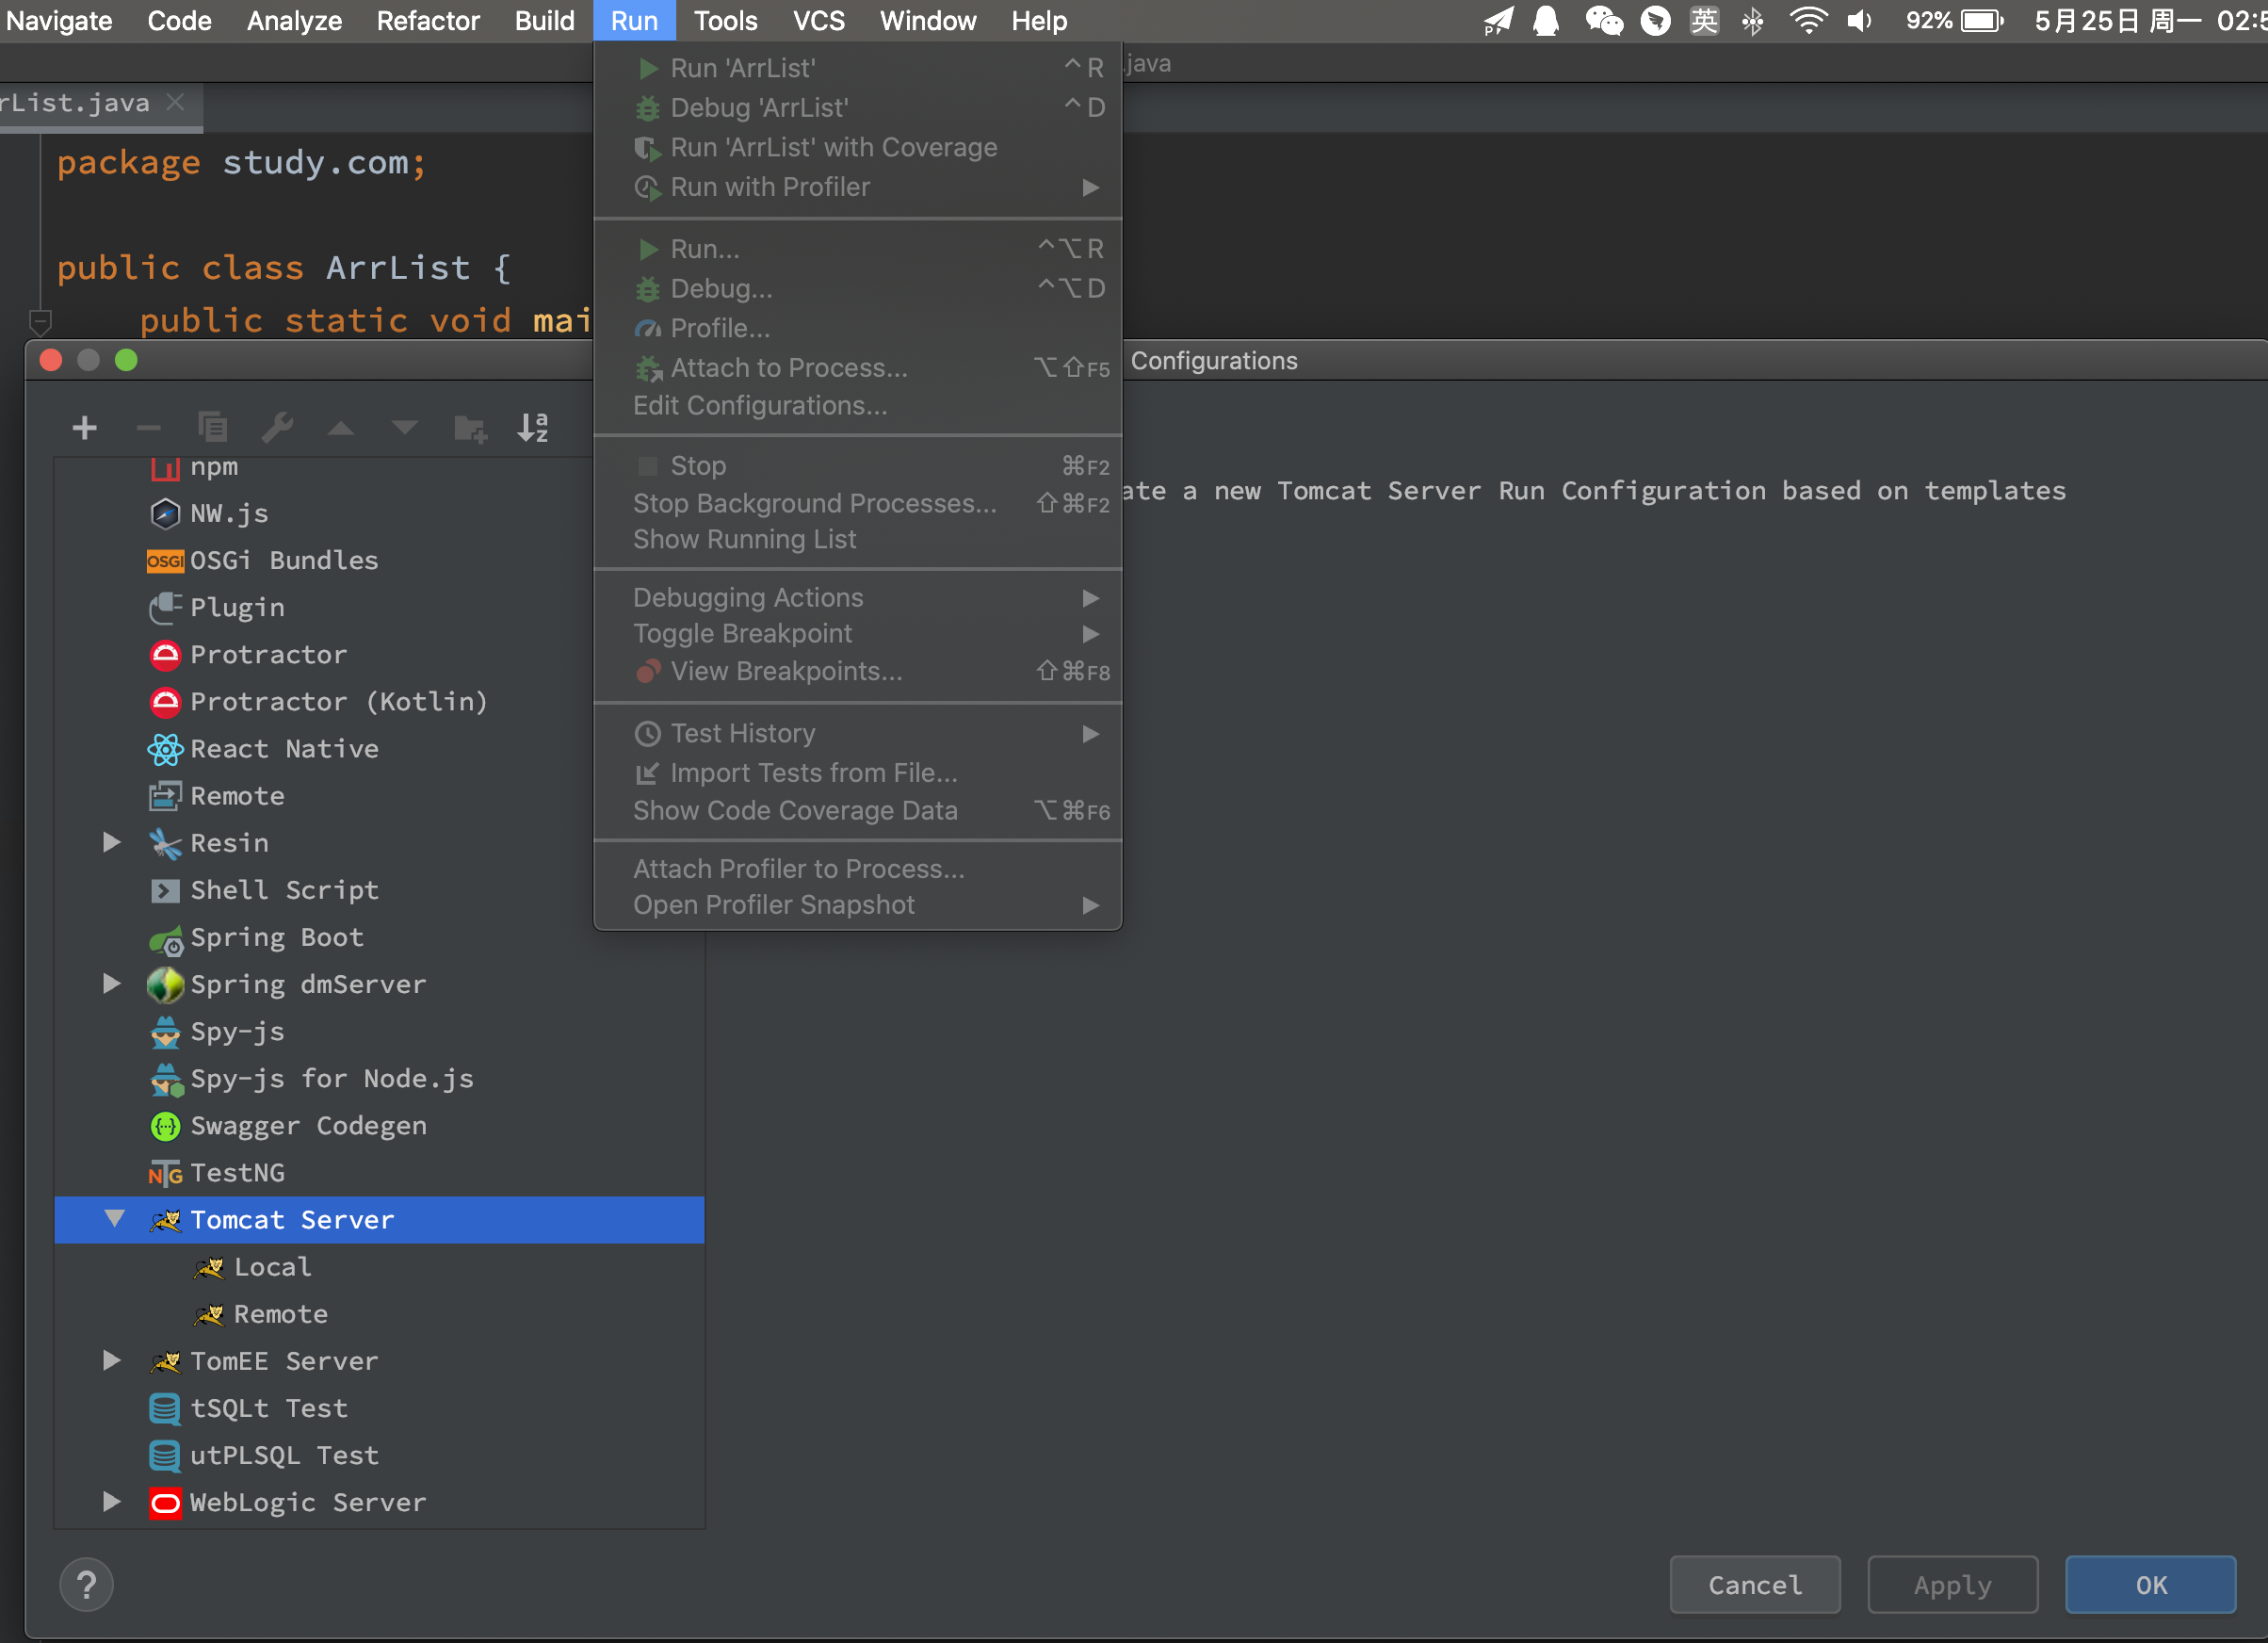 Navigate Code Analyze Refactor Build Run Tools VCS Window Help 英 92% 5月25日 周一 02:5
.java
rList.java
package study.com;
public class ArrList {
public static void mai
Run 'ArrList' ^R
Debug 'ArrList' ^D
Run 'ArrList' with Coverage
Run with Profiler
Run... ^⌥R
Debug... ^⌥D
Profile...
Attach to Process... ⌥⇧F5
Edit Configurations...
Stop ⌘F2
Stop Background Processes... ⇧⌘F2
Show Running List
Debugging Actions
Toggle Breakpoint
View Breakpoints... ⇧⌘F8
Test History
Import Tests from File...
Show Code Coverage Data ⌥⌘F6
Attach Profiler to Process...
Open Profiler Snapshot
Configurations
npm
NW.js
OSGi OSGi Bundles
Plugin
Protractor
Protractor (Kotlin)
React Native
Remote
Resin
Shell Script
Spring Boot
Spring dmServer
Spy-js
Spy-js for Node.js
Swagger Codegen
NTG TestNG
Tomcat Server
Local
Remote
TomEE Server
tSQLt Test
utPLSQL Test
WebLogic Server
ate a new Tomcat Server Run Configuration based on templates
? Cancel Apply OK